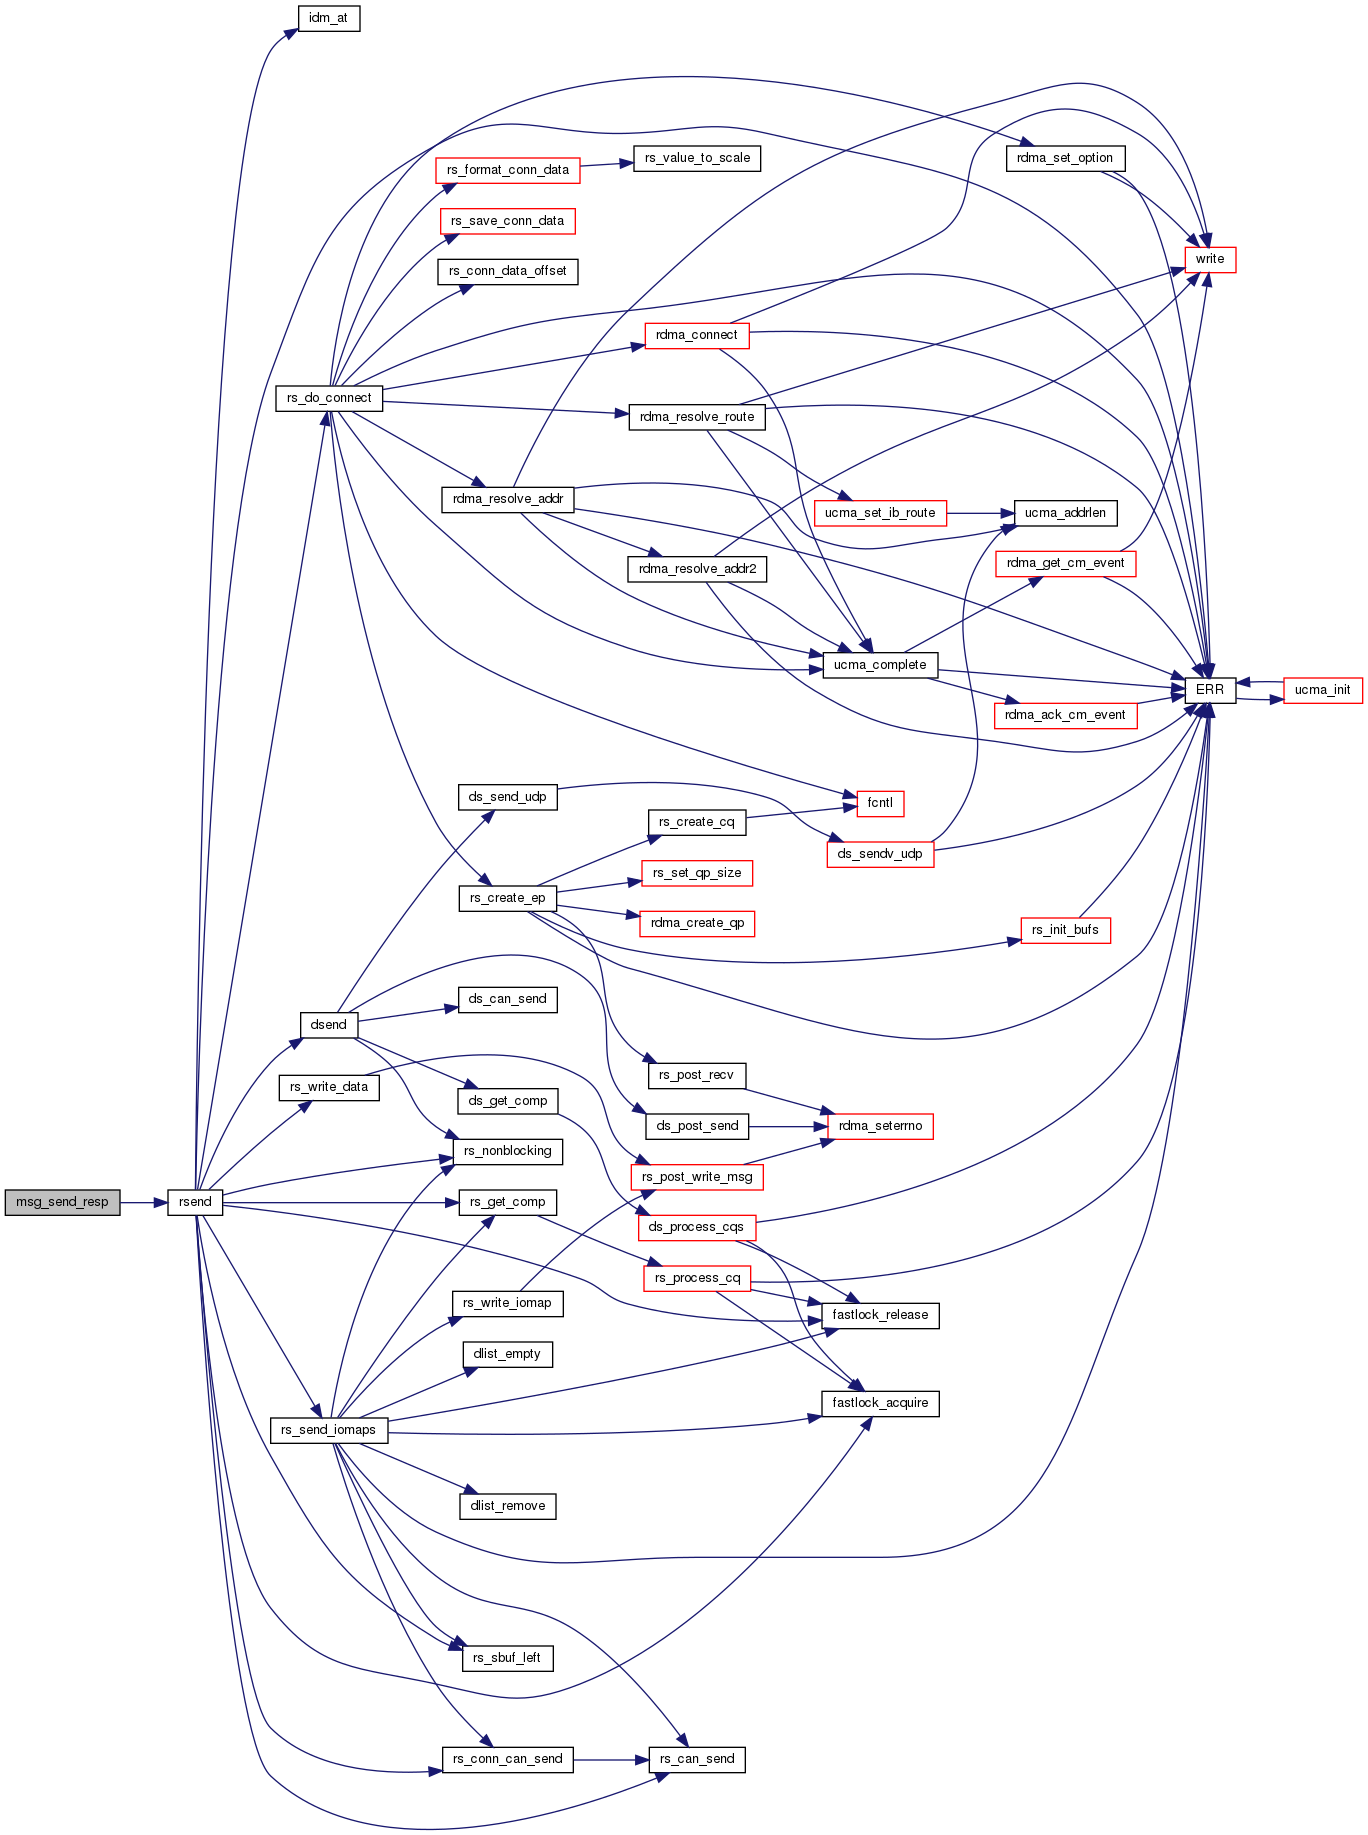 idm_at
rs_format_conn_data
rs_value_to_scale
rdma_set_option
rs_save_conn_data
rs_conn_data_offset
write
rdma_connect
rs_do_connect
rdma_resolve_route
rdma_resolve_addr
ucma_set_ib_route
ucma_addrlen
rdma_resolve_addr2
rdma_get_cm_event
ucma_complete
ERR
ucma_init
rdma_ack_cm_event
ds_send_udp
fcntl
rs_create_cq
ds_sendv_udp
rs_set_qp_size
rs_create_ep
rdma_create_qp
rs_init_bufs
ds_can_send
dsend
rs_post_recv
rs_write_data
ds_get_comp
ds_post_send
rdma_seterrno
rs_nonblocking
rs_post_write_msg
msg_send_resp
rsend
rs_get_comp
ds_process_cqs
rs_process_cq
rs_write_iomap
fastlock_release
dlist_empty
fastlock_acquire
rs_send_iomaps
dlist_remove
rs_sbuf_left
rs_conn_can_send
rs_can_send